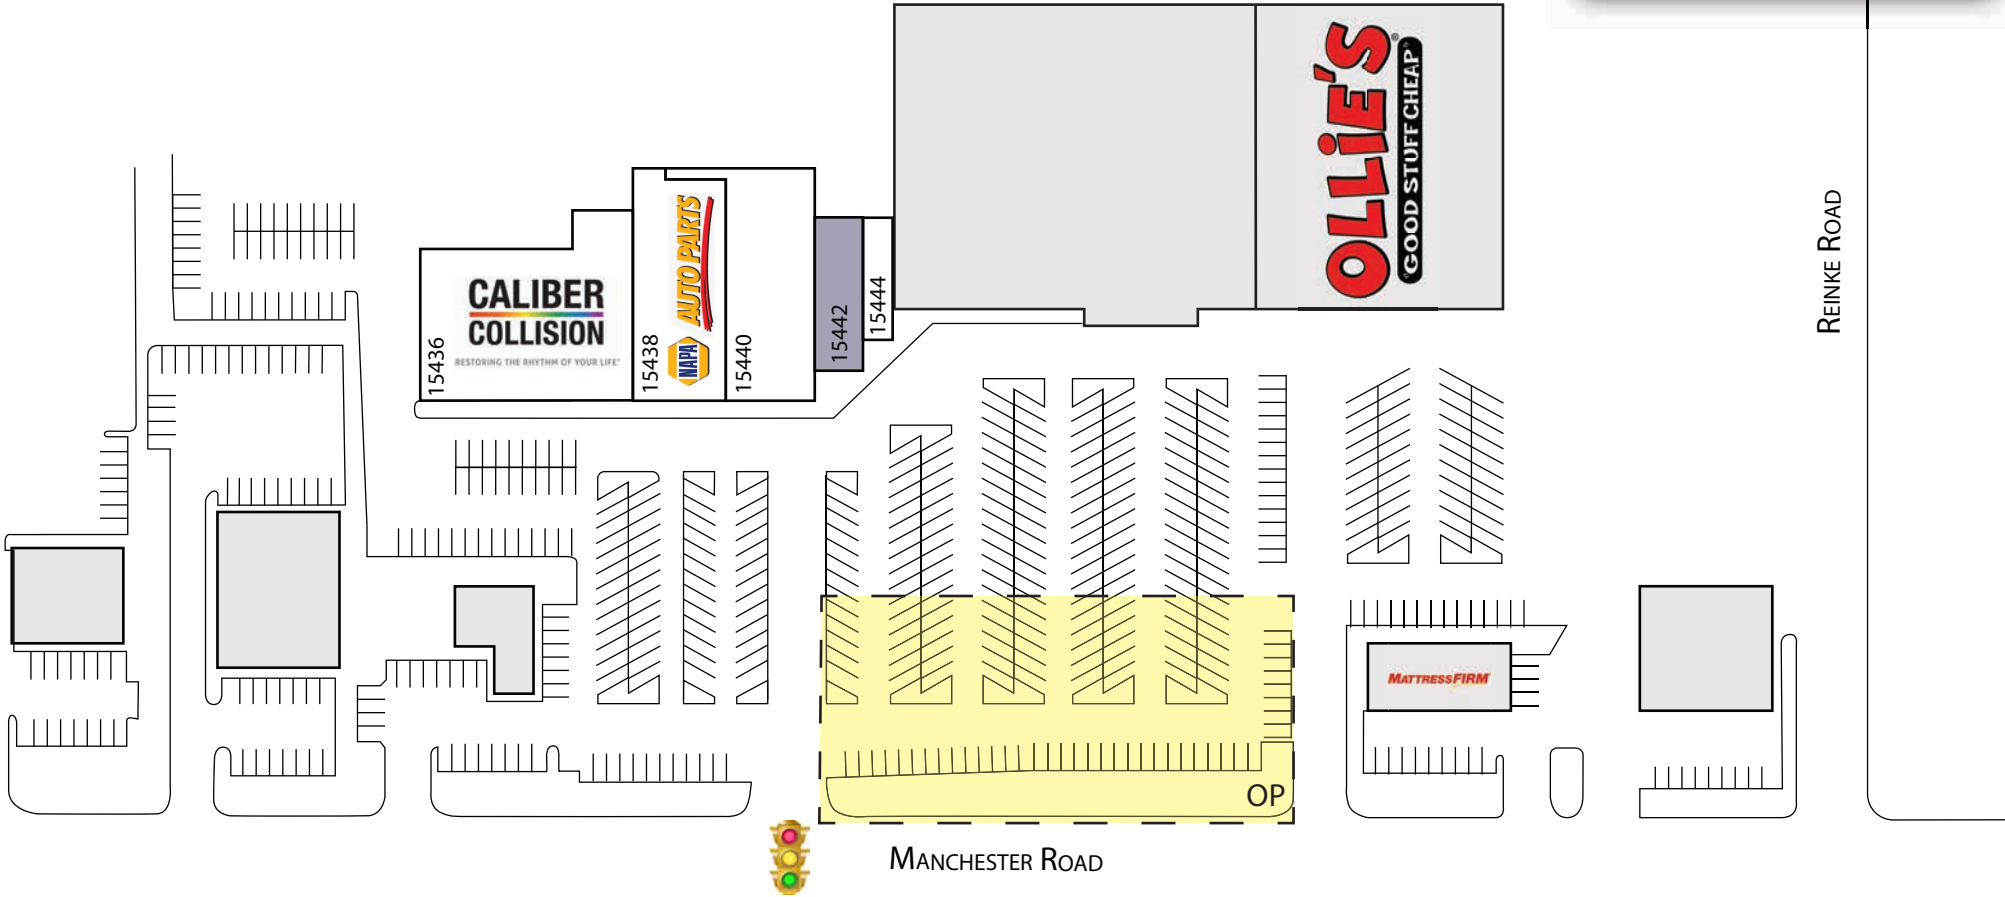 OLLIE'S®
"GOOD STUFF CHEAP"
REINKE ROAD
15436
CALIBER
COLLISION
RESTORING THE RHYTHM OF YOUR LIFE®
15438
NAPA AUTO PARTS
15440
15442
15444
MATTRESSFIRM
OP
MANCHESTER ROAD